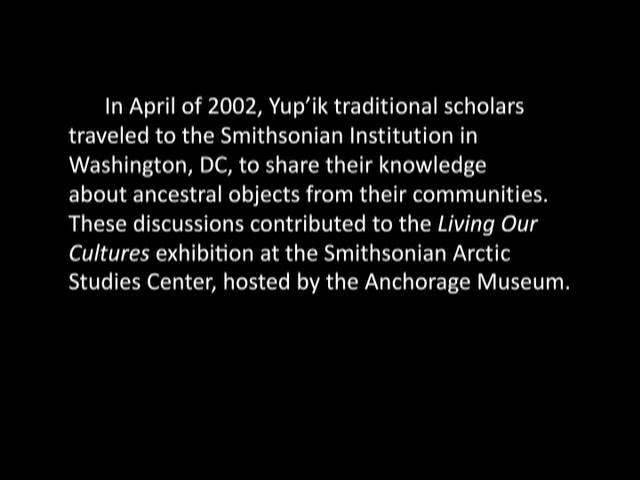 In April of 2002, Yup’ik traditional scholars
traveled to the Smithsonian Institution in
Washington, DC, to share their knowledge
about ancestral objects from their communities.
These discussions contributed to the Living Our
Cultures exhibition at the Smithsonian Arctic
Studies Center, hosted by the Anchorage Museum.